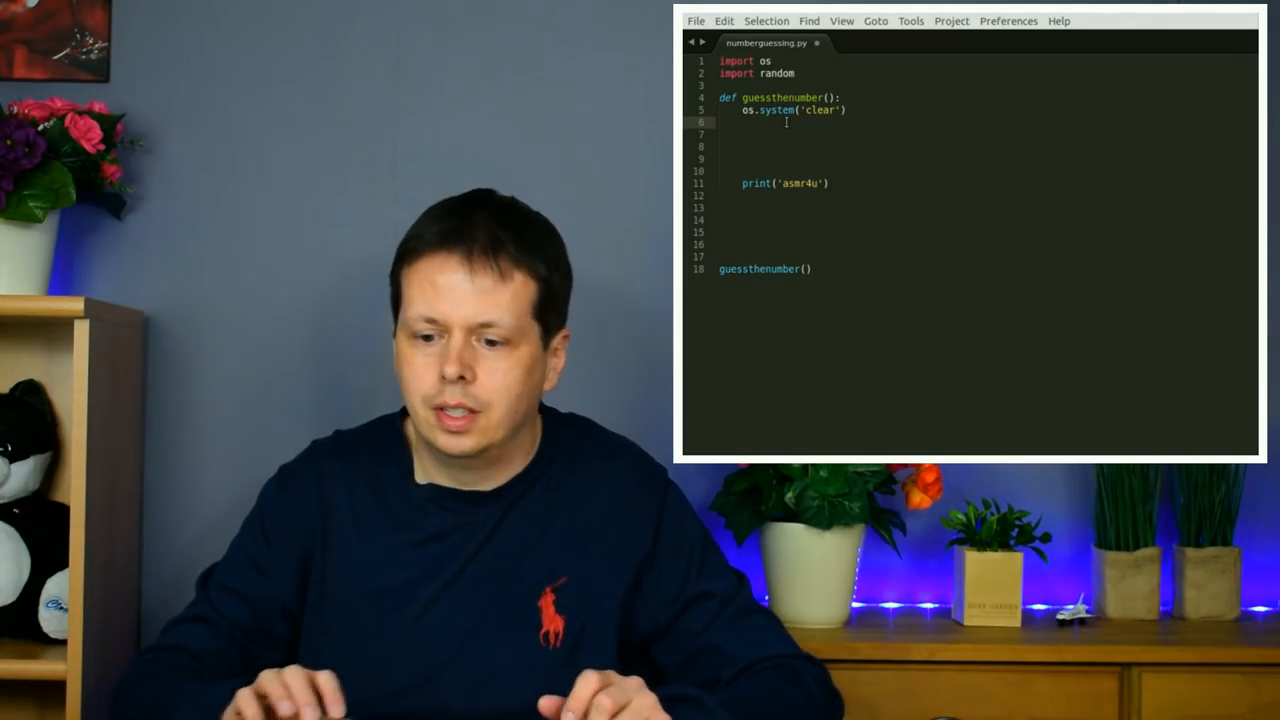 File Edit Selection Find View Goto Tools Project Preferences Help
numberguessing.py
1 import os
2 import random
3
4 def guessthenumber():
5 os.system('clear')
6
7
8
9
10
11 print('asmr4u')
12
13
14
15
16
17
18 guessthenumber()
HERB GARDEN